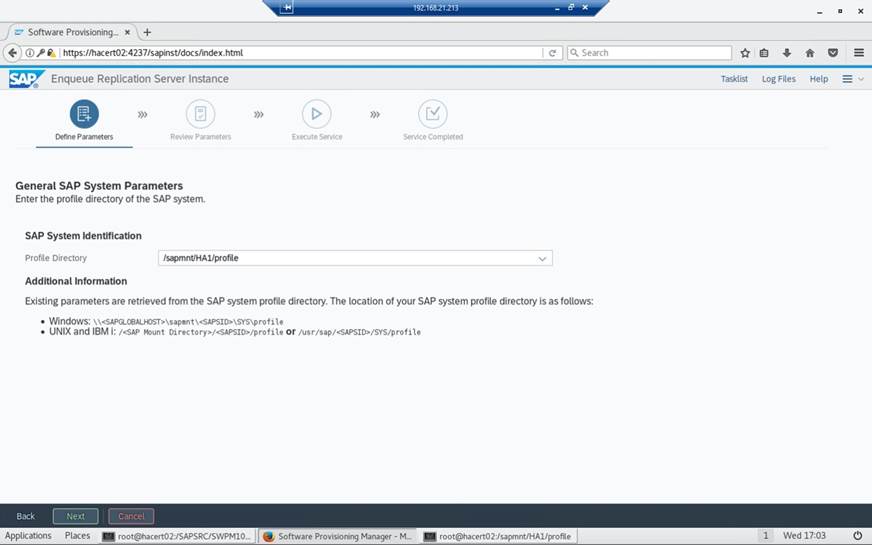 192.168.21.213
Software Provisioning...
https://hacert02:4237/sapinst/docs/index.html
Search
SAP Enqueue Replication Server Instance
Tasklist Log Files Help
Define Parameters Review Parameters Execute Service Service Completed
General SAP System Parameters
Enter the profile directory of the SAP system.
SAP System Identification
Profile Directory /sapmnt/HA1/profile
Additional Information
Existing parameters are retrieved from the SAP system profile directory. The location of your SAP system profile directory is as follows:
• Windows: \\<SAPGLOBALHOST>\sapmnt\<SAPSID>\SYS\profile
• UNIX and IBM i: /<SAP Mount Directory>/<SAPSID>/profile or /usr/sap/<SAPSID>/SYS/profile
Back Next Cancel
Applications Places root@hacert02:/SAPSRC/SWPM10... Software Provisioning Manager - M... root@hacert02:/sapmnt/HA1/profile 1 Wed 17:03